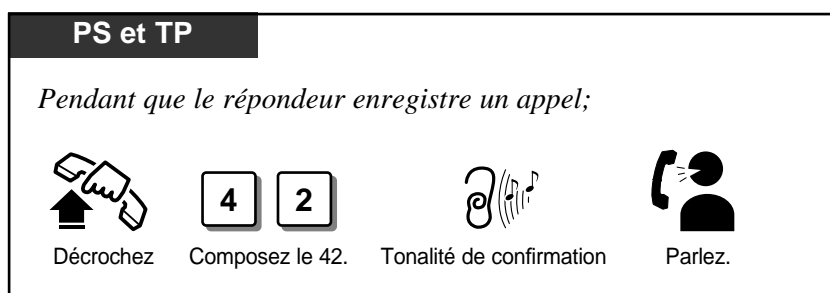 PS et TP
Pendant que le répondeur enregistre un appel;
4 2
Décrochez Composez le 42. Tonalité de confirmation Parlez.